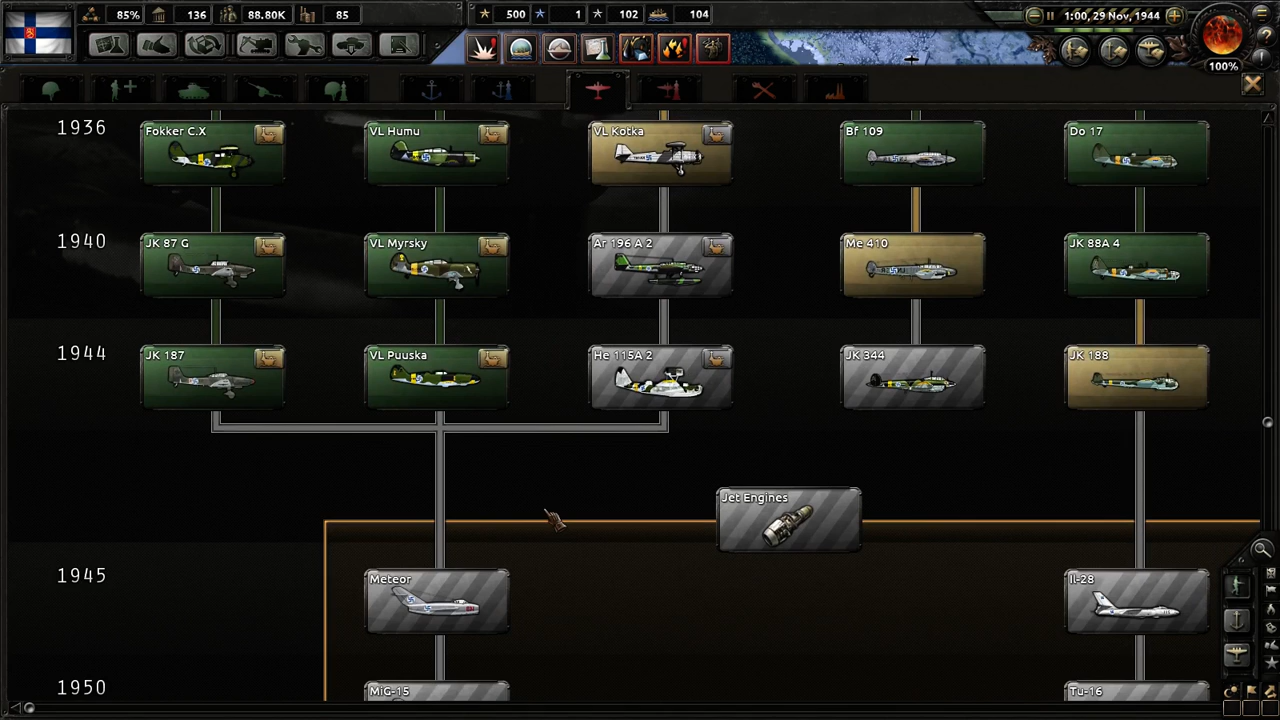 85% 136 88.80K 85 500 1 102 104 1:00, 29 Nov, 1944
100%
1936 Fokker C.X VL Humu VL Kotka Bf 109 Do 17
1940 JK 87 G VL Myrsky Ar 196 A 2 Me 410 JK 88A 4
1944 JK 187 VL Puuska He 115A 2 JK 344 JK 188
Jet Engines
1945 Meteor Il-28
1950 MiG-15 Tu-16